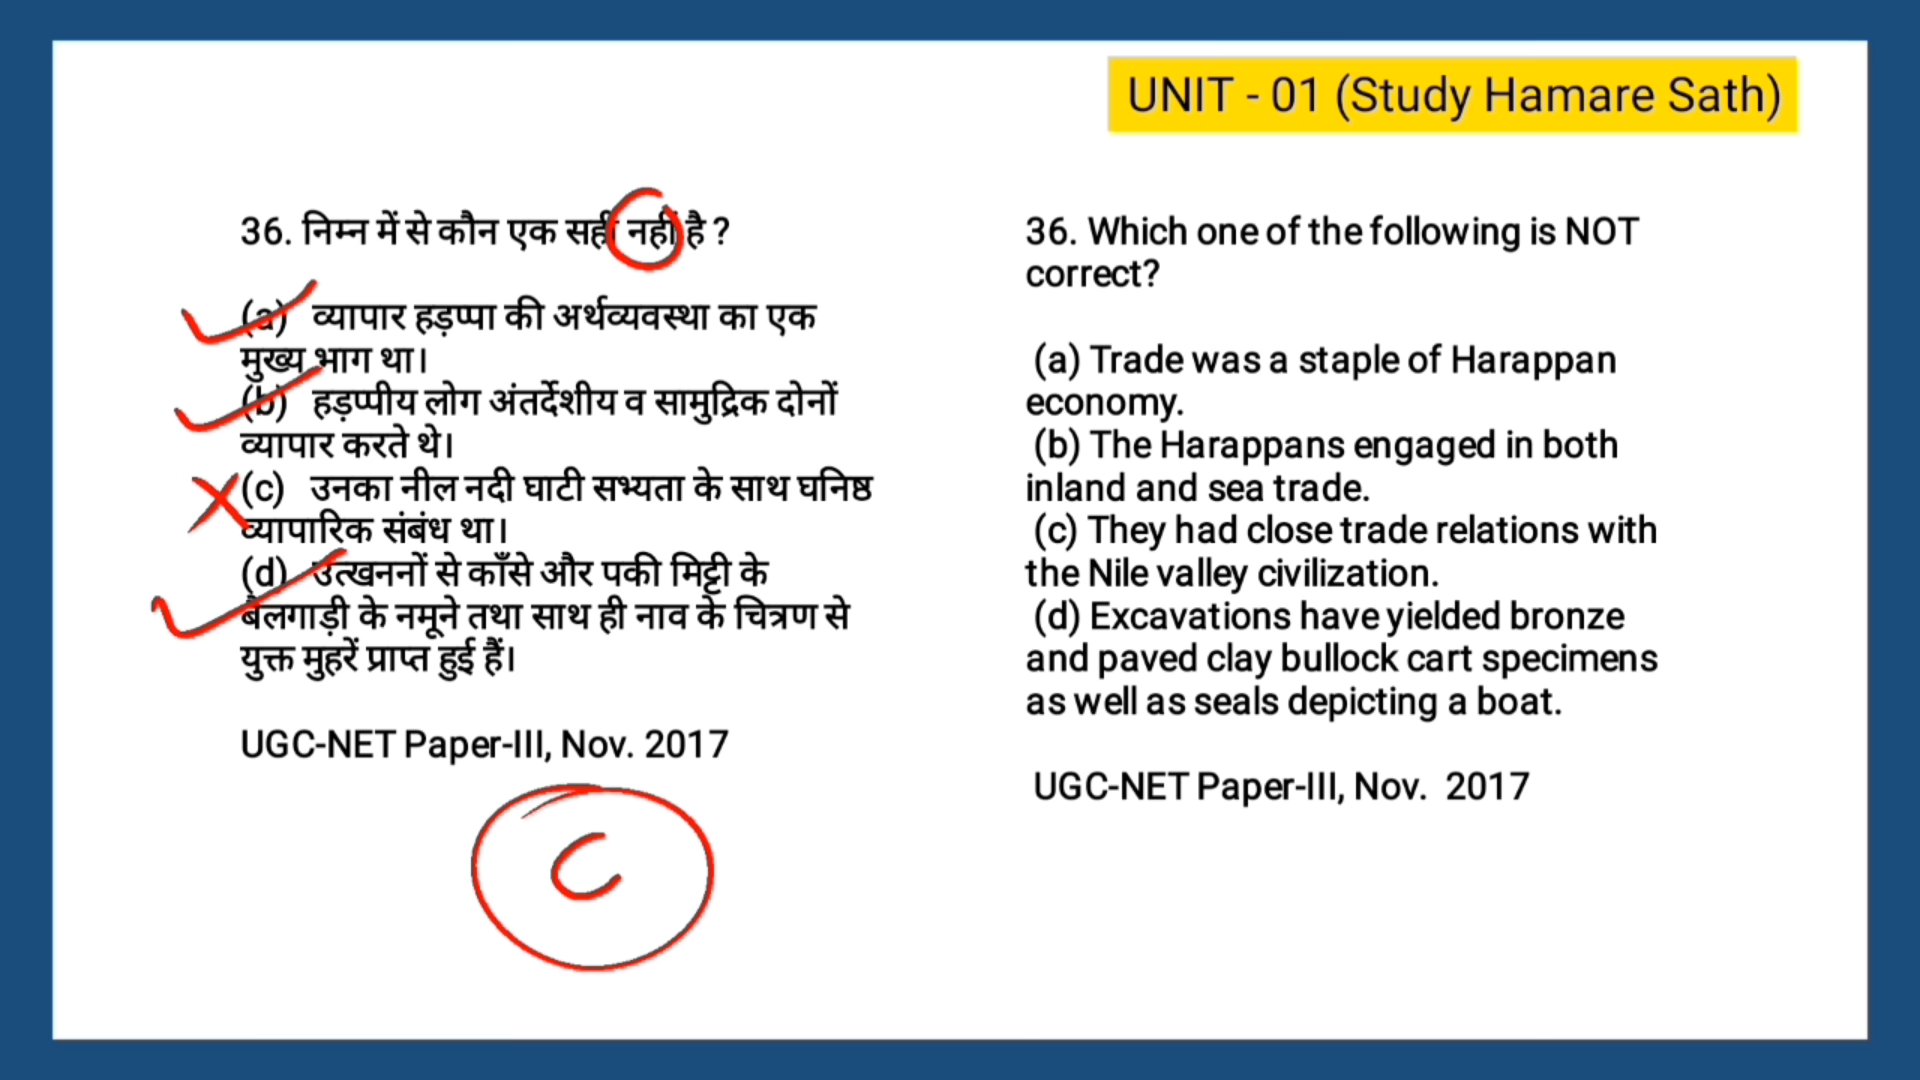 UNIT - 01 (Study Hamare Sath)
36. निम्न में से कौन एक सही नहीं है ?
(a) व्यापार हड़प्पा की अर्थव्यवस्था का एक
मुख्य भाग था।
(b) हड़प्पीय लोग अंतर्देशीय व सामुद्रिक दोनों
व्यापार करते थे।
(c) उनका नील नदी घाटी सभ्यता के साथ घनिष्ठ
व्यापारिक संबंध था।
(d) उत्खननों से काँसे और पकी मिट्टी के
बैलगाड़ी के नमूने तथा साथ ही नाव के चित्रण से
युक्त मुहरें प्राप्त हुई हैं।
UGC-NET Paper-III, Nov. 2017
C
36. Which one of the following is NOT
correct?
(a) Trade was a staple of Harappan
economy.
(b) The Harappans engaged in both
inland and sea trade.
(c) They had close trade relations with
the Nile valley civilization.
(d) Excavations have yielded bronze
and paved clay bullock cart specimens
as well as seals depicting a boat.
UGC-NET Paper-III, Nov. 2017